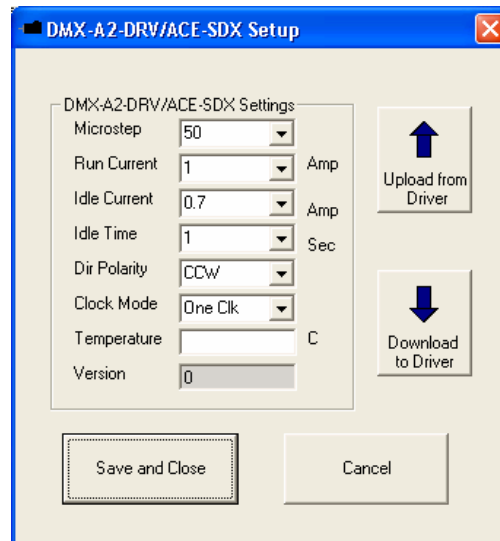 DMX-A2-DRV/ACE-SDX Setup
DMX-A2-DRV/ACE-SDX Settings
Microstep 50
Run Current 1 Amp
Idle Current 0.7 Amp
Idle Time 1 Sec
Dir Polarity CCW
Clock Mode One Clk
Temperature C
Version 0
Upload from
Driver
Download
to Driver
Save and Close
Cancel